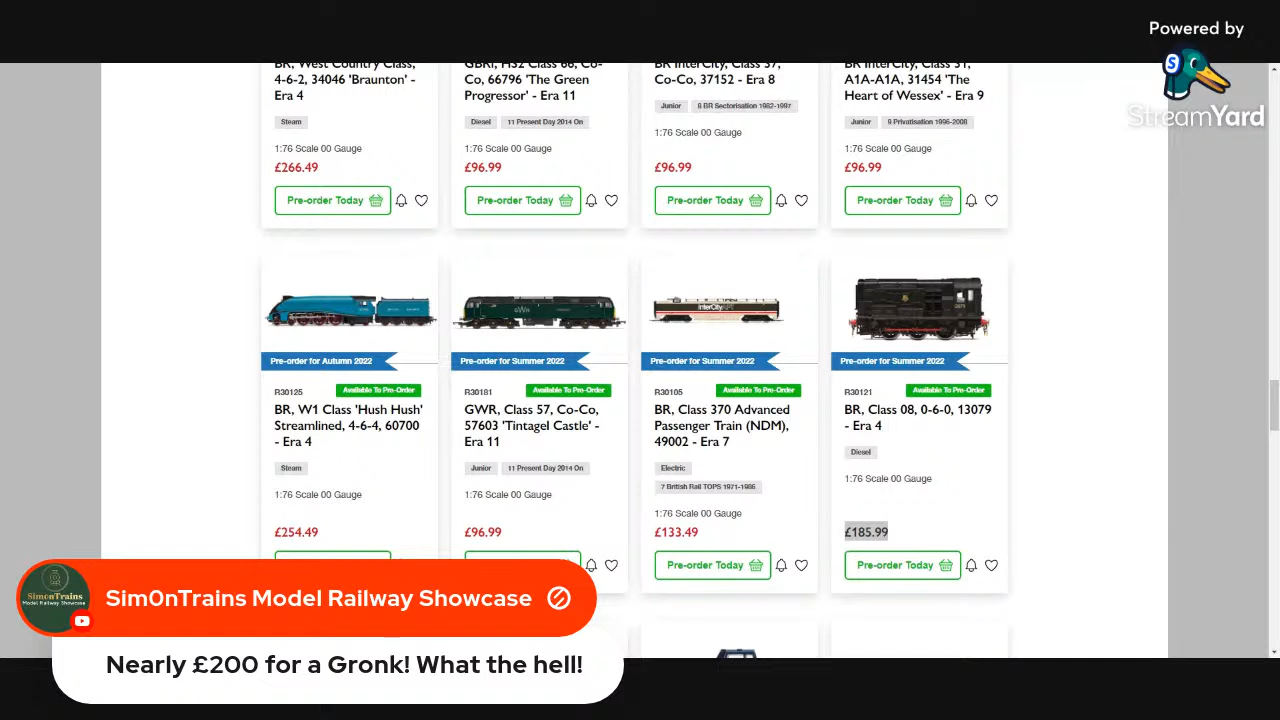 Powered by
StreamYard
BR, West Country Class,
4-6-2, 34046 'Braunton' -
Era 4
Steam
1:76 Scale 00 Gauge
£266.49
Pre-order Today
GBRf, HS2 Class 66, Co-
Co, 66796 'The Green
Progressor' - Era 11
Diesel 11 Present Day 2014 On
1:76 Scale 00 Gauge
£96.99
Pre-order Today
BR InterCity, Class 37,
Co-Co, 37152 - Era 8
Junior 8 BR Sectorisation 1982-1997
1:76 Scale 00 Gauge
£96.99
Pre-order Today
BR InterCity, Class 31,
A1A-A1A, 31454 'The
Heart of Wessex' - Era 9
Junior 9 Privatisation 1996-2008
1:76 Scale 00 Gauge
£96.99
Pre-order Today
Pre-order for Autumn 2022
R30125 Available To Pre-Order
BR, W1 Class 'Hush Hush'
Streamlined, 4-6-4, 60700
- Era 4
Steam
1:76 Scale 00 Gauge
£254.49
GWR
Pre-order for Summer 2022
R30181 Available To Pre-Order
GWR, Class 57, Co-Co,
57603 'Tintagel Castle' -
Era 11
Junior 11 Present Day 2014 On
1:76 Scale 00 Gauge
£96.99
InterCity APT
Pre-order for Summer 2022
R30105 Available To Pre-Order
BR, Class 370 Advanced
Passenger Train (NDM),
49002 - Era 7
Electric
7 British Rail TOPS 1971-1986
1:76 Scale 00 Gauge
£133.49
Pre-order Today
Pre-order for Summer 2022
R30121 Available To Pre-Order
BR, Class 08, 0-6-0, 13079
- Era 4
Diesel
1:76 Scale 00 Gauge
£185.99
Pre-order Today
Sim0nTrains
Model Railway Showcase
Sim0nTrains Model Railway Showcase
Nearly £200 for a Gronk! What the hell!